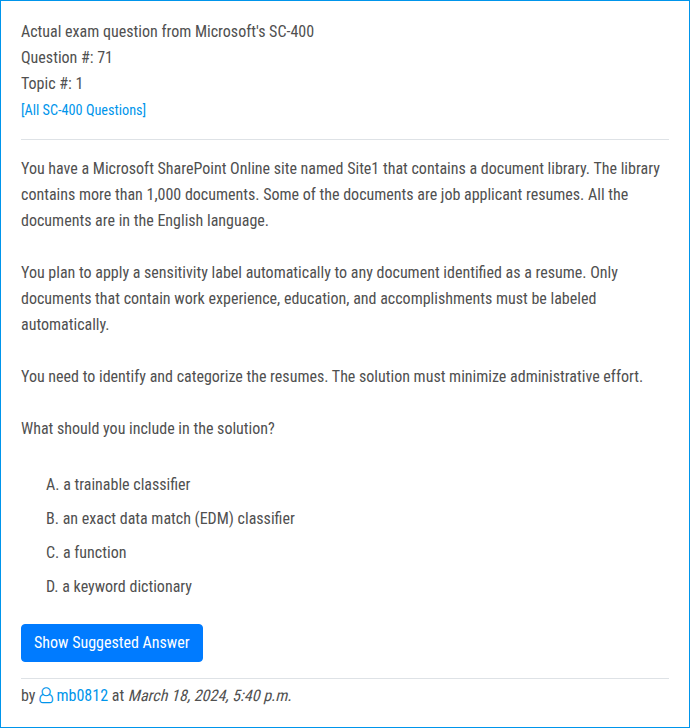 Actual exam question from Microsoft's SC-400
Question #: 71
Topic #: 1
[All SC-400 Questions]
You have a Microsoft SharePoint Online site named Site1 that contains a document library. The library
contains more than 1,000 documents. Some of the documents are job applicant resumes. All the
documents are in the English language.
You plan to apply a sensitivity label automatically to any document identified as a resume. Only
documents that contain work experience, education, and accomplishments must be labeled
automatically.
You need to identify and categorize the resumes. The solution must minimize administrative effort.
What should you include in the solution?
A. a trainable classifier
B. an exact data match (EDM) classifier
C. a function
D. a keyword dictionary
Show Suggested Answer
by mb0812 at March 18, 2024, 5:40 p.m.